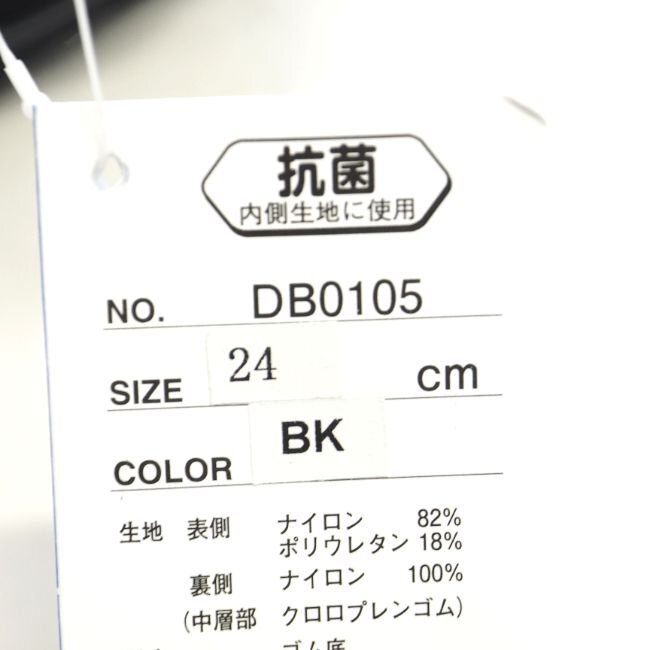 抗菌
内側生地に使用
NO. DB0105
SIZE 24 cm
COLOR BK
生地 表側 ナイロン 82%
ポリウレタン 18%
裏側 ナイロン 100%
(中層部 クロロプレンゴム)
ゴム底